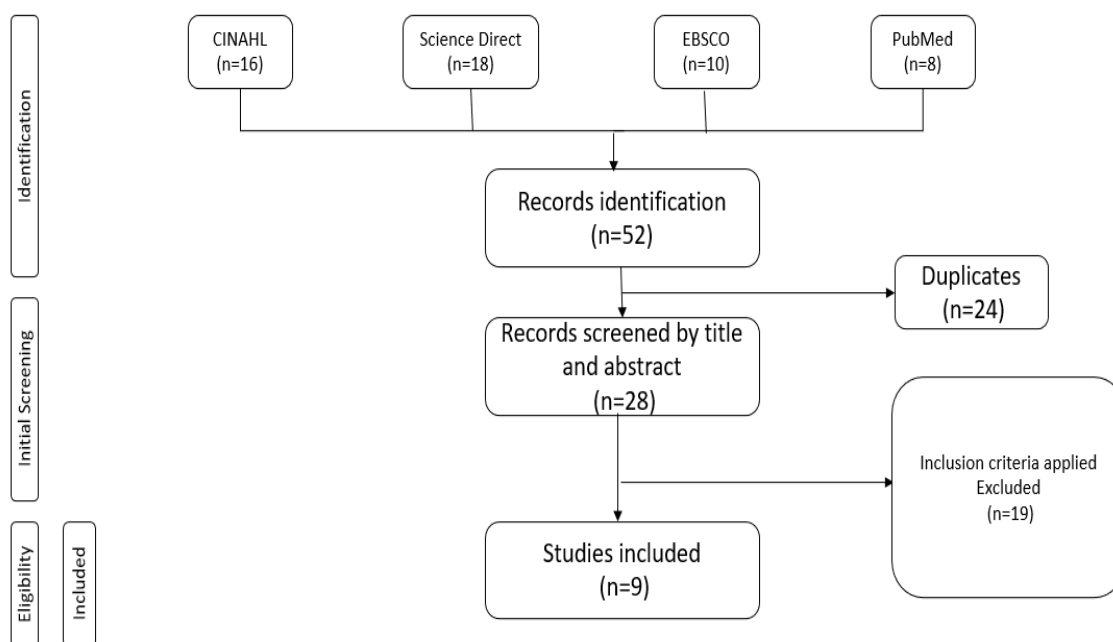 CINAHL
(n=16)
Science Direct
(n=18)
EBSCO
(n=10)
PubMed
(n=8)
Identification
Records identification
(n=52)
Duplicates
(n=24)
Initial Screening
Records screened by title
and abstract
(n=28)
Inclusion criteria applied
Excluded
(n=19)
Eligibility
Included
Studies included
(n=9)